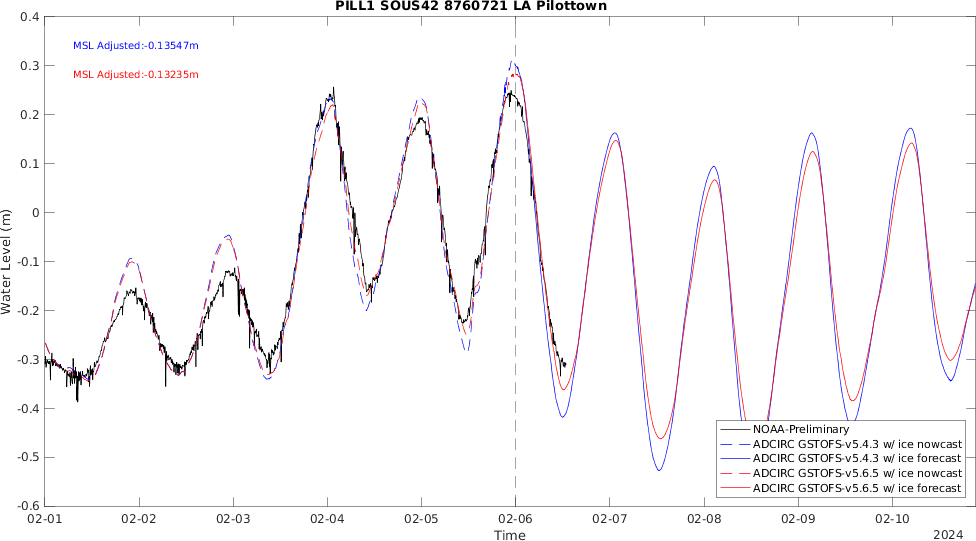 PILL1 SOUS42 8760721 LA Pilottown
MSL Adjusted:-0.13547m
MSL Adjusted:-0.13235m
Water Level (m)
0.4
0.3
0.2
0.1
0
-0.1
-0.2
-0.3
-0.4
-0.5
-0.6
NOAA-Preliminary
ADCIRC GSTOFS-v5.4.3 w/ ice nowcast
ADCIRC GSTOFS-v5.4.3 w/ ice forecast
ADCIRC GSTOFS-v5.6.5 w/ ice nowcast
ADCIRC GSTOFS-v5.6.5 w/ ice forecast
02-01 02-02 02-03 02-04 02-05 02-06 02-07 02-08 02-09 02-10
Time
2024